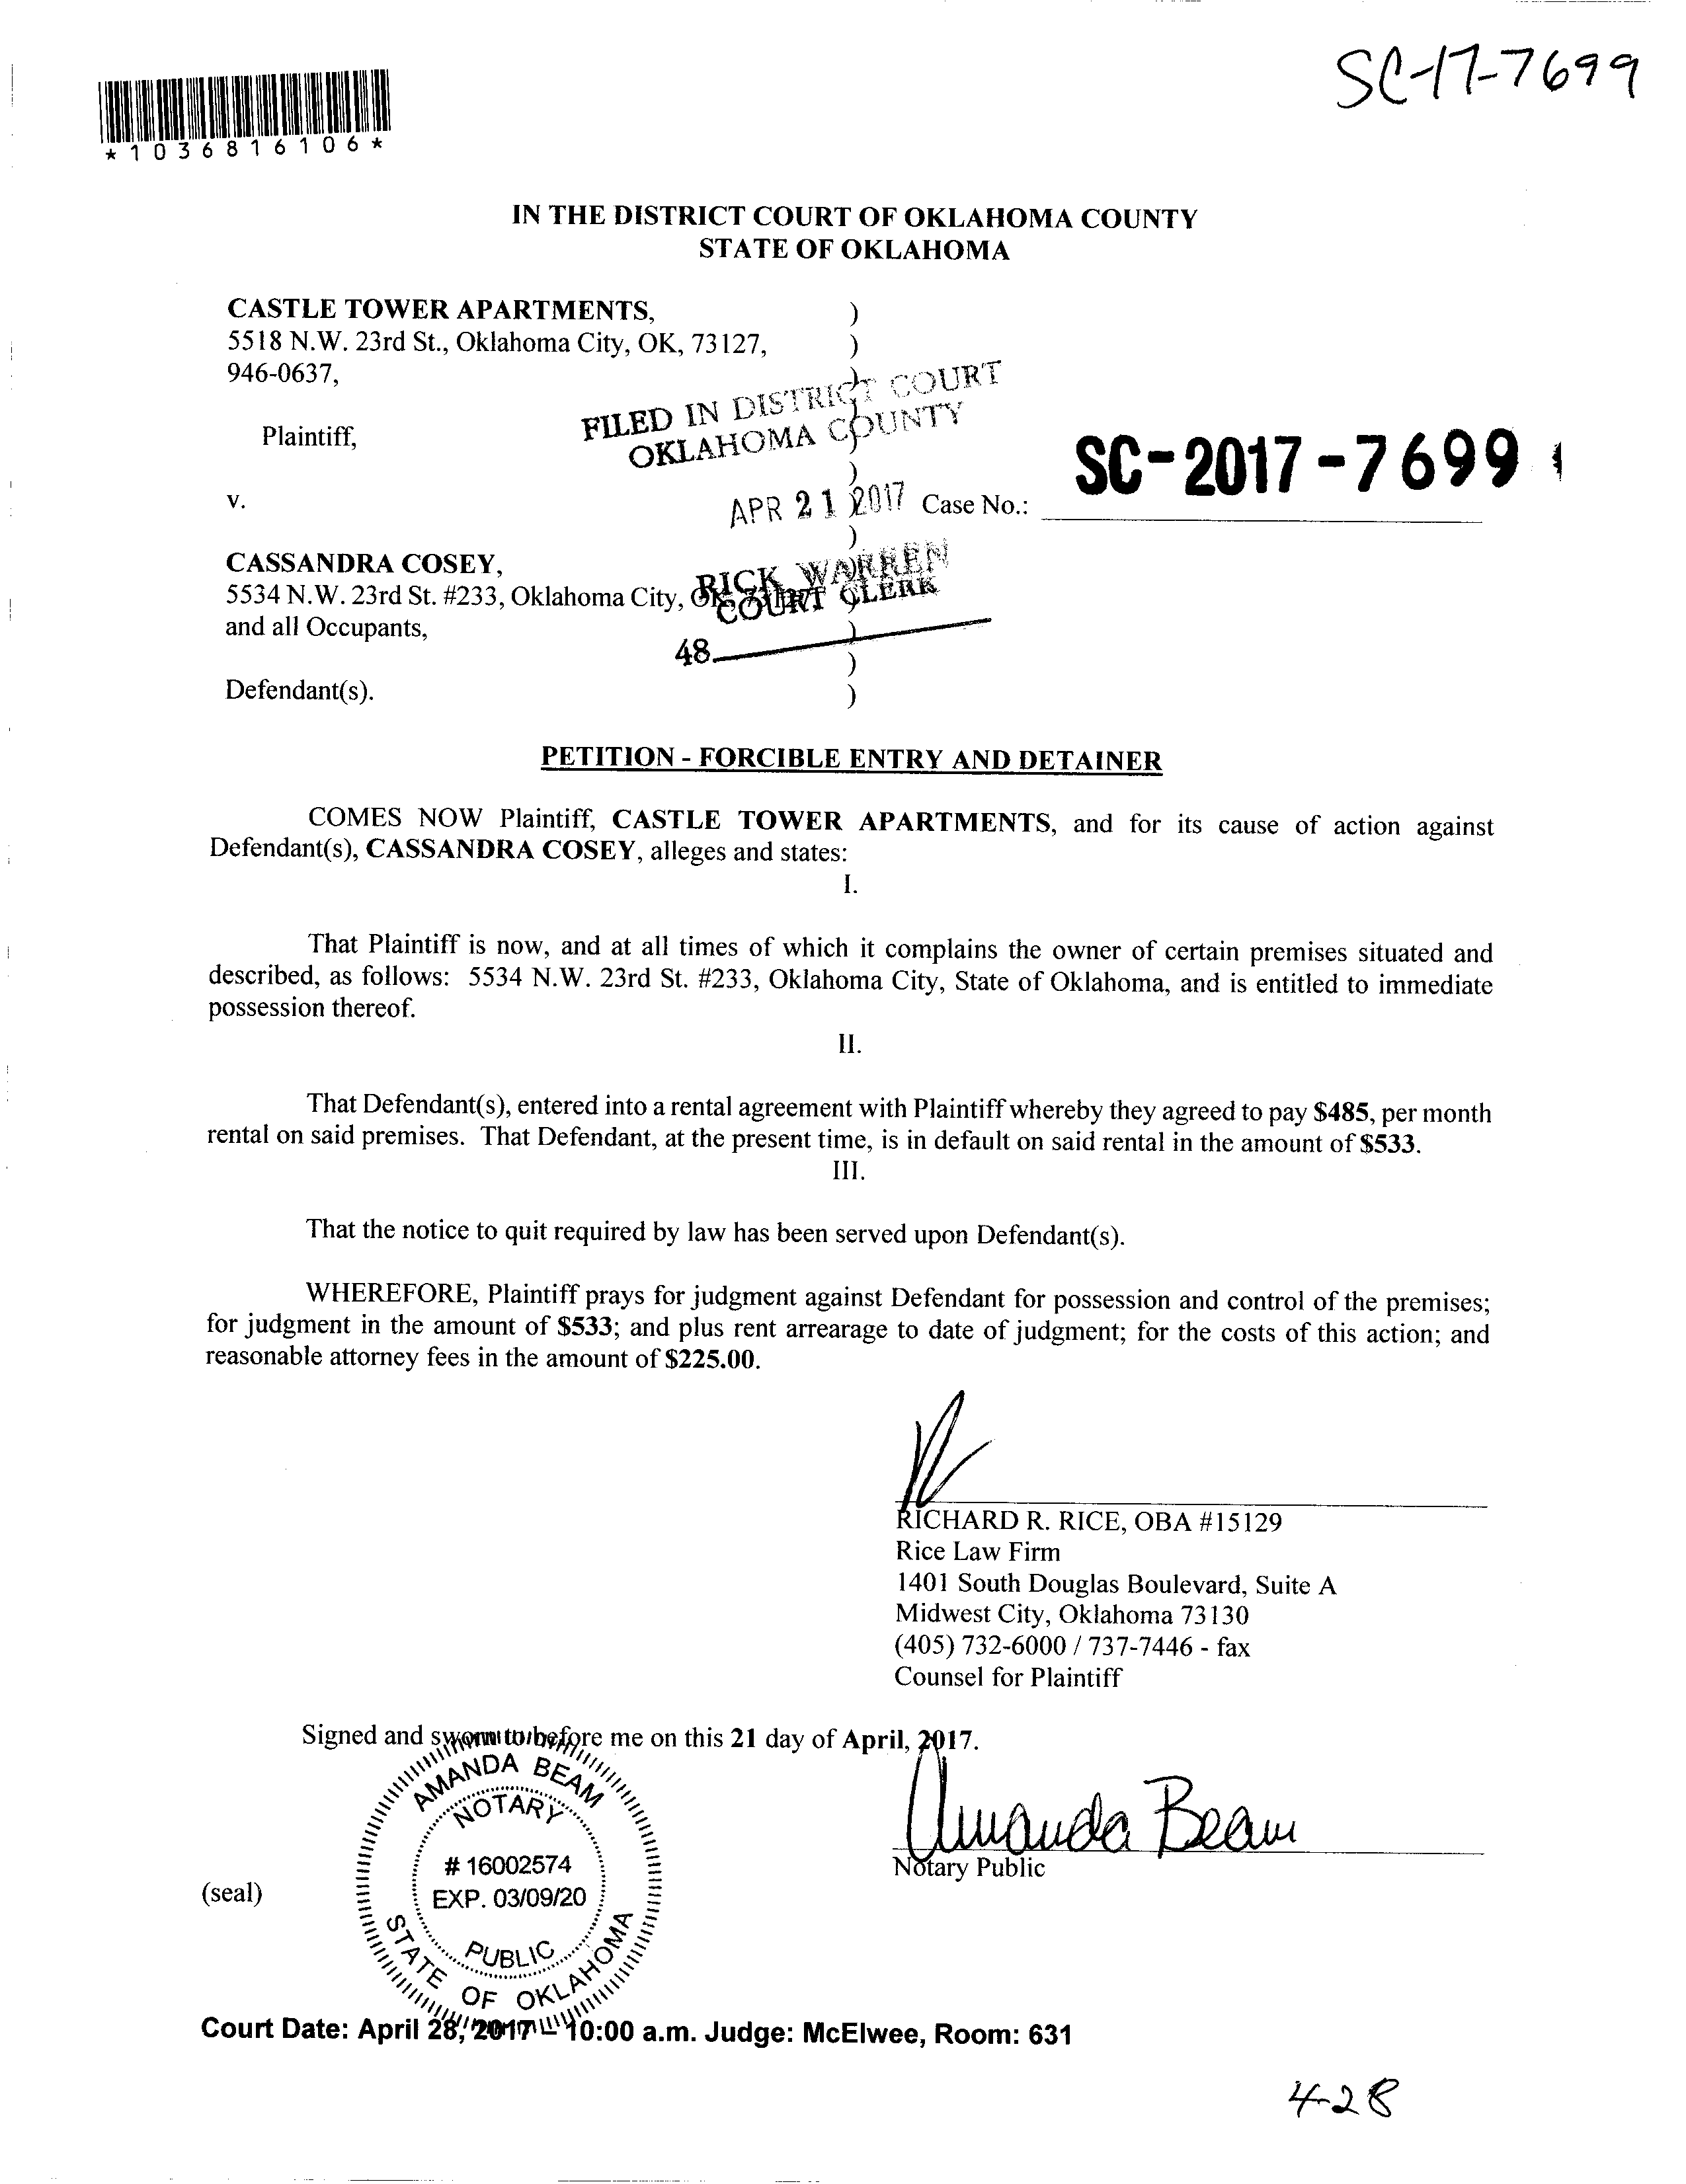 SC-17-7699
*1036816106*
IN THE DISTRICT COURT OF OKLAHOMA COUNTY
STATE OF OKLAHOMA
CASTLE TOWER APARTMENTS, )
5518 N.W. 23rd St., Oklahoma City, OK, 73127, )
946-0637, )
FILED IN DISTRICT COURT
OKLAHOMA COUNTY
Plaintiff, )
SC-2017-7699
v. )
APR 21 2017 Case No.:
)
CASSANDRA COSEY,
RICK WARREN
COURT CLERK
5534 N.W. 23rd St. #233, Oklahoma City, OK, 73127 )
and all Occupants, )
48 )
Defendant(s). )
PETITION - FORCIBLE ENTRY AND DETAINER
COMES NOW Plaintiff, CASTLE TOWER APARTMENTS, and for its cause of action against
Defendant(s), CASSANDRA COSEY, alleges and states:
I.
That Plaintiff is now, and at all times of which it complains the owner of certain premises situated and
described, as follows: 5534 N.W. 23rd St. #233, Oklahoma City, State of Oklahoma, and is entitled to immediate
possession thereof.
II.
That Defendant(s), entered into a rental agreement with Plaintiff whereby they agreed to pay $485, per month
rental on said premises. That Defendant, at the present time, is in default on said rental in the amount of $533.
III.
That the notice to quit required by law has been served upon Defendant(s).
WHEREFORE, Plaintiff prays for judgment against Defendant for possession and control of the premises;
for judgment in the amount of $533; and plus rent arrearage to date of judgment; for the costs of this action; and
reasonable attorney fees in the amount of $225.00.
RICHARD R. RICE, OBA #15129
Rice Law Firm
1401 South Douglas Boulevard, Suite A
Midwest City, Oklahoma 73130
(405) 732-6000 / 737-7446 - fax
Counsel for Plaintiff
Signed and sworn to before me on this 21 day of April, 2017.
Amanda Beam
Notary Public
(seal)
AMANDA BEAM
NOTARY
# 16002574
EXP. 03/09/20
PUBLIC
STATE OF OKLAHOMA
Court Date: April 28, 2017 – 10:00 a.m. Judge: McElwee, Room: 631
4-28